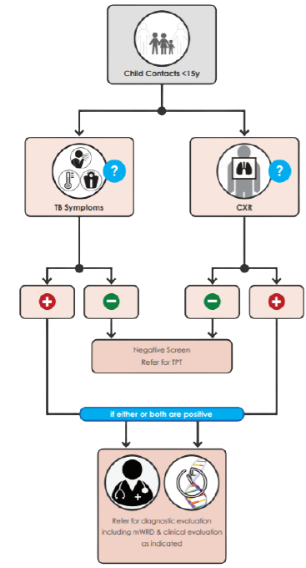 Child Contacts <15y
?
?
TB Symptoms
CXR
Negative Screen
Refer for TPT
if either or both are positive
Refer for diagnostic evaluation
including mWRD & clinical evaluation
as indicated